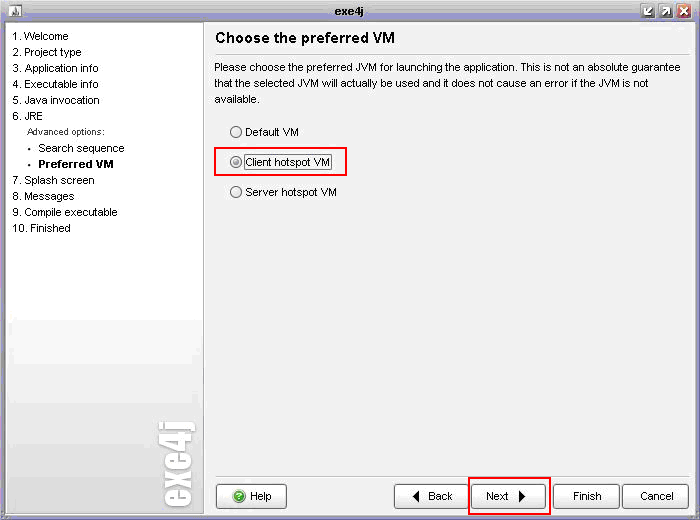 exe4j
1. Welcome
2. Project type
3. Application info
4. Executable info
5. Java invocation
6. JRE
Advanced options:
• Search sequence
• Preferred VM
7. Splash screen
8. Messages
9. Compile executable
10. Finished
exe4j
Choose the preferred VM
Please choose the preferred JVM for launching the application. This is not an absolute guarantee
that the selected JVM will actually be used and it does not cause an error if the JVM is not
available.
Default VM
Client hotspot VM
Server hotspot VM
Help
Back
Next
Finish
Cancel